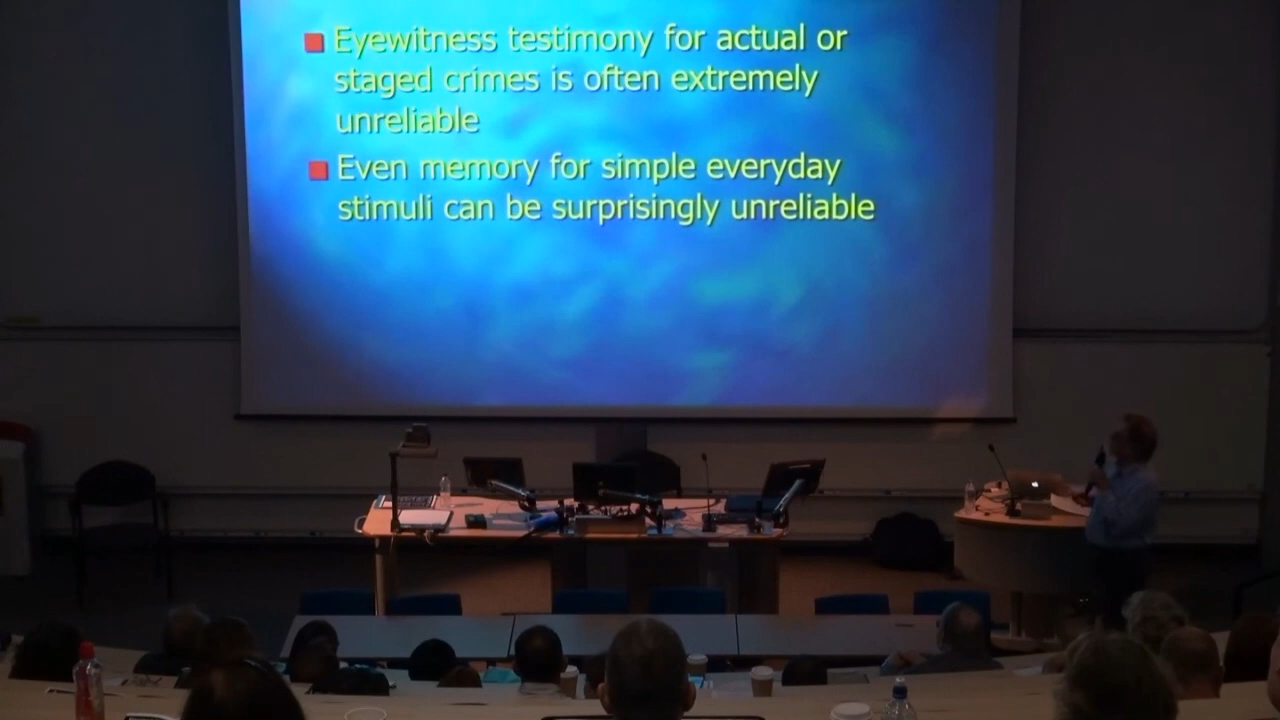 Eyewitness testimony for actual or
staged crimes is often extremely
unreliable
Even memory for simple everyday
stimuli can be surprisingly unreliable